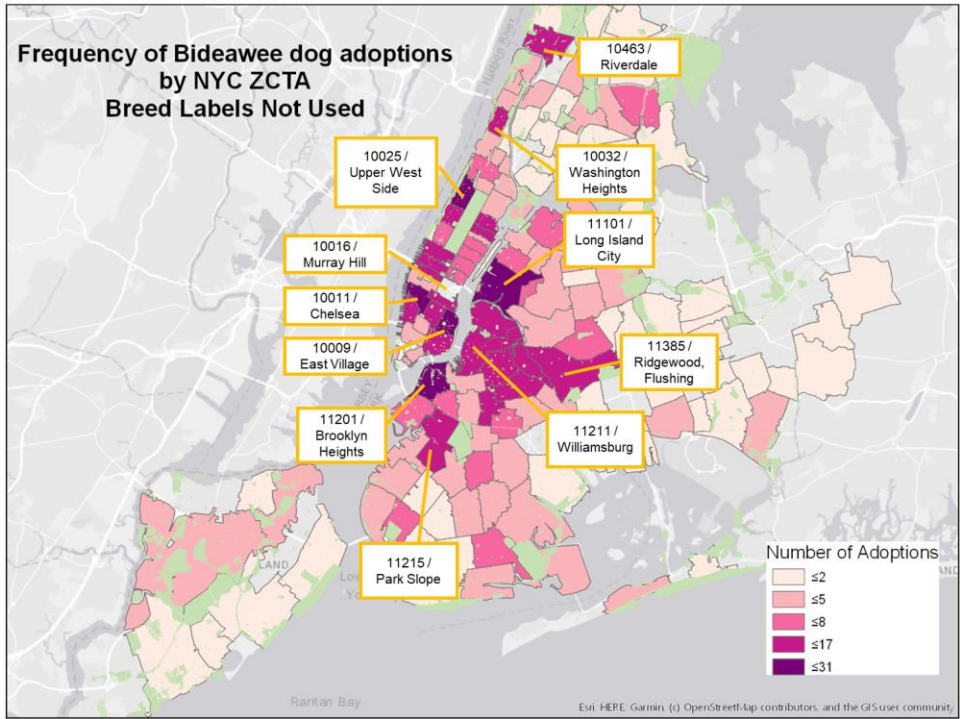 Frequency of Bideawee dog adoptions
by NYC ZCTA
Breed Labels Not Used
10463 /
Riverdale
10025 /
Upper West
Side
10032 /
Washington
Heights
11101 /
Long Island
City
10016 /
Murray Hill
10011 /
Chelsea
10009 /
East Village
11385 /
Ridgewood,
Flushing
11201 /
Brooklyn
Heights
11211 /
Williamsburg
11215 /
Park Slope
Hudson River
LAND
Raritan Bay
Number of Adoptions
≤2
≤5
≤8
≤17
≤31
Esri, HERE, Garmin, (c) OpenStreetMap contributors, and the GIS user community